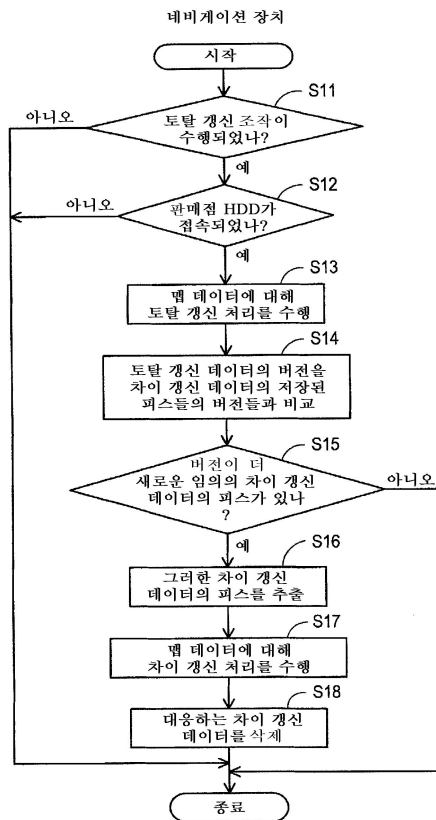 네비게이션 장치
시작
S11
토탈 갱신 조작이
수행되었나?
아니오
예
S12
판매점 HDD가
접속되었나?
아니오
예
S13
맵 데이터에 대해
토탈 갱신 처리를 수행
S14
토탈 갱신 데이터의 버전을
차이 갱신 데이터의 저장된
피스들의 버전들과 비교
S15
버전이 더
새로운 임의의 차이 갱신
데이터의 피스가 있나
?
아니오
예
S16
그러한 차이 갱신
데이터의 피스를 추출
S17
맵 데이터에 대해
차이 갱신 처리를 수행
S18
대응하는 차이 갱신
데이터를 삭제
종료